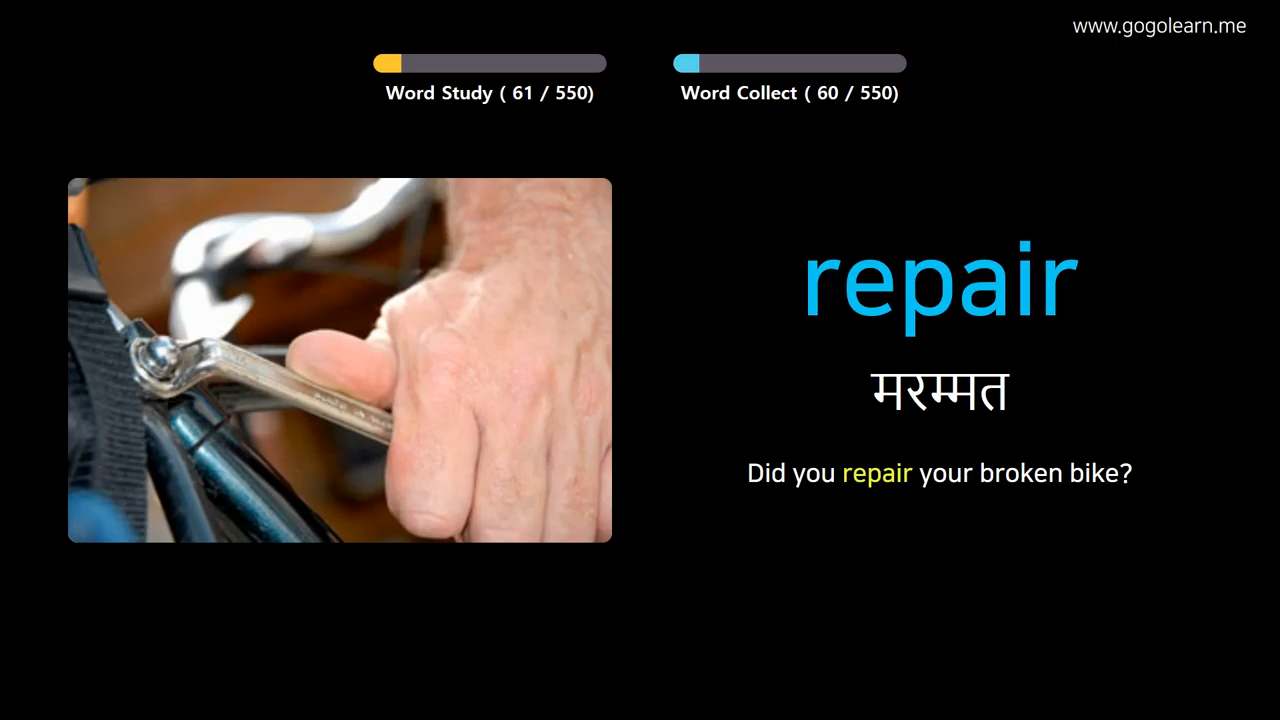 www.gogolearn.me
Word Study ( 61 / 550)
Word Collect ( 60 / 550)
repair
मरम्मत
Did you repair your broken bike?